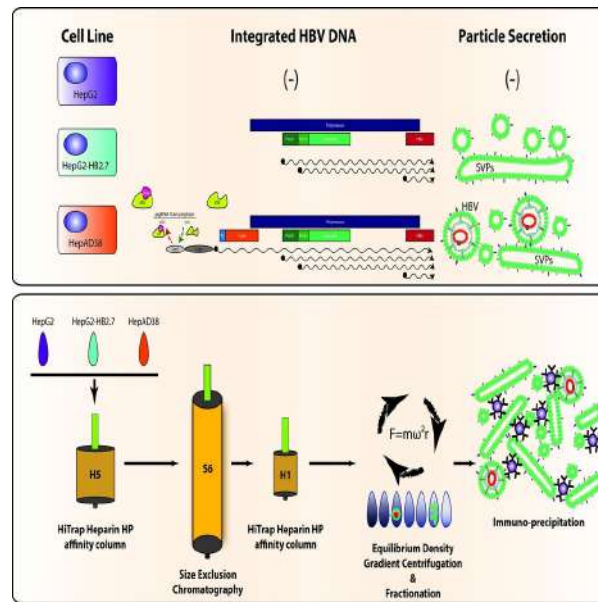 Cell Line
Integrated HBV DNA
Particle Secretion
HepG2
(-)
(-)
HepG2-HB2.7
SVPs
HepAD38
HBV
SVPs
HepG2
HepG2-HB2.7
HepAD38
H5
S6
H1
F=mω²r
HiTrap Heparin HP
affinity column
Size Exclusion
Chromatography
HiTrap Heparin HP
affinity column
Equilibrium Density
Gradient Centrifugation
&
Fractionation
Immuno-precipitation